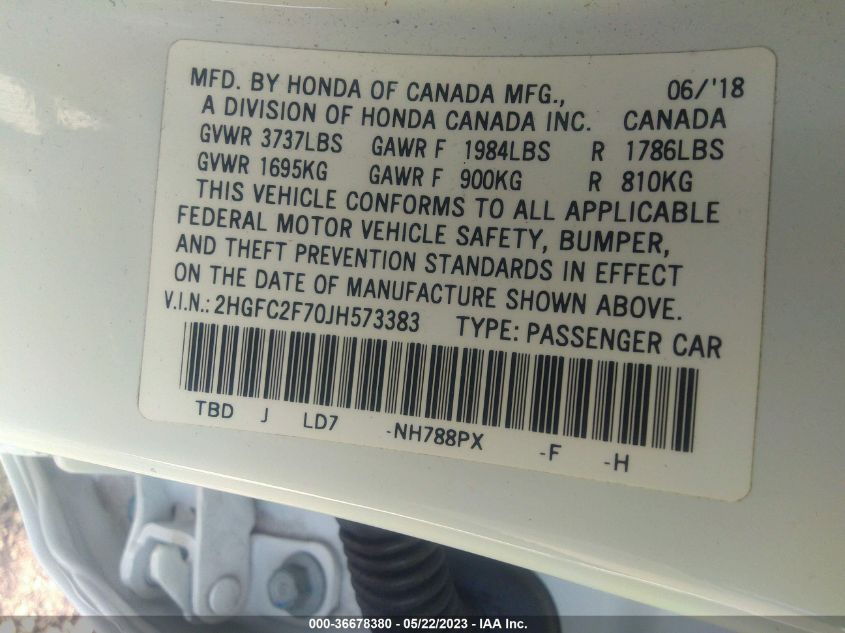 MFD. BY HONDA OF CANADA MFG., 06/'18
A DIVISION OF HONDA CANADA INC. CANADA
GVWR 3737LBS GAWR F 1984LBS R 1786LBS
GVWR 1695KG GAWR F 900KG R 810KG
THIS VEHICLE CONFORMS TO ALL APPLICABLE
FEDERAL MOTOR VEHICLE SAFETY, BUMPER,
AND THEFT PREVENTION STANDARDS IN EFFECT
ON THE DATE OF MANUFACTURE SHOWN ABOVE.
V.I.N.: 2HGFC2F70JH573383 TYPE: PASSENGER CAR
TBD J LD7 -NH788PX -F -H
000-36678380 - 05/22/2023 - IAA Inc.